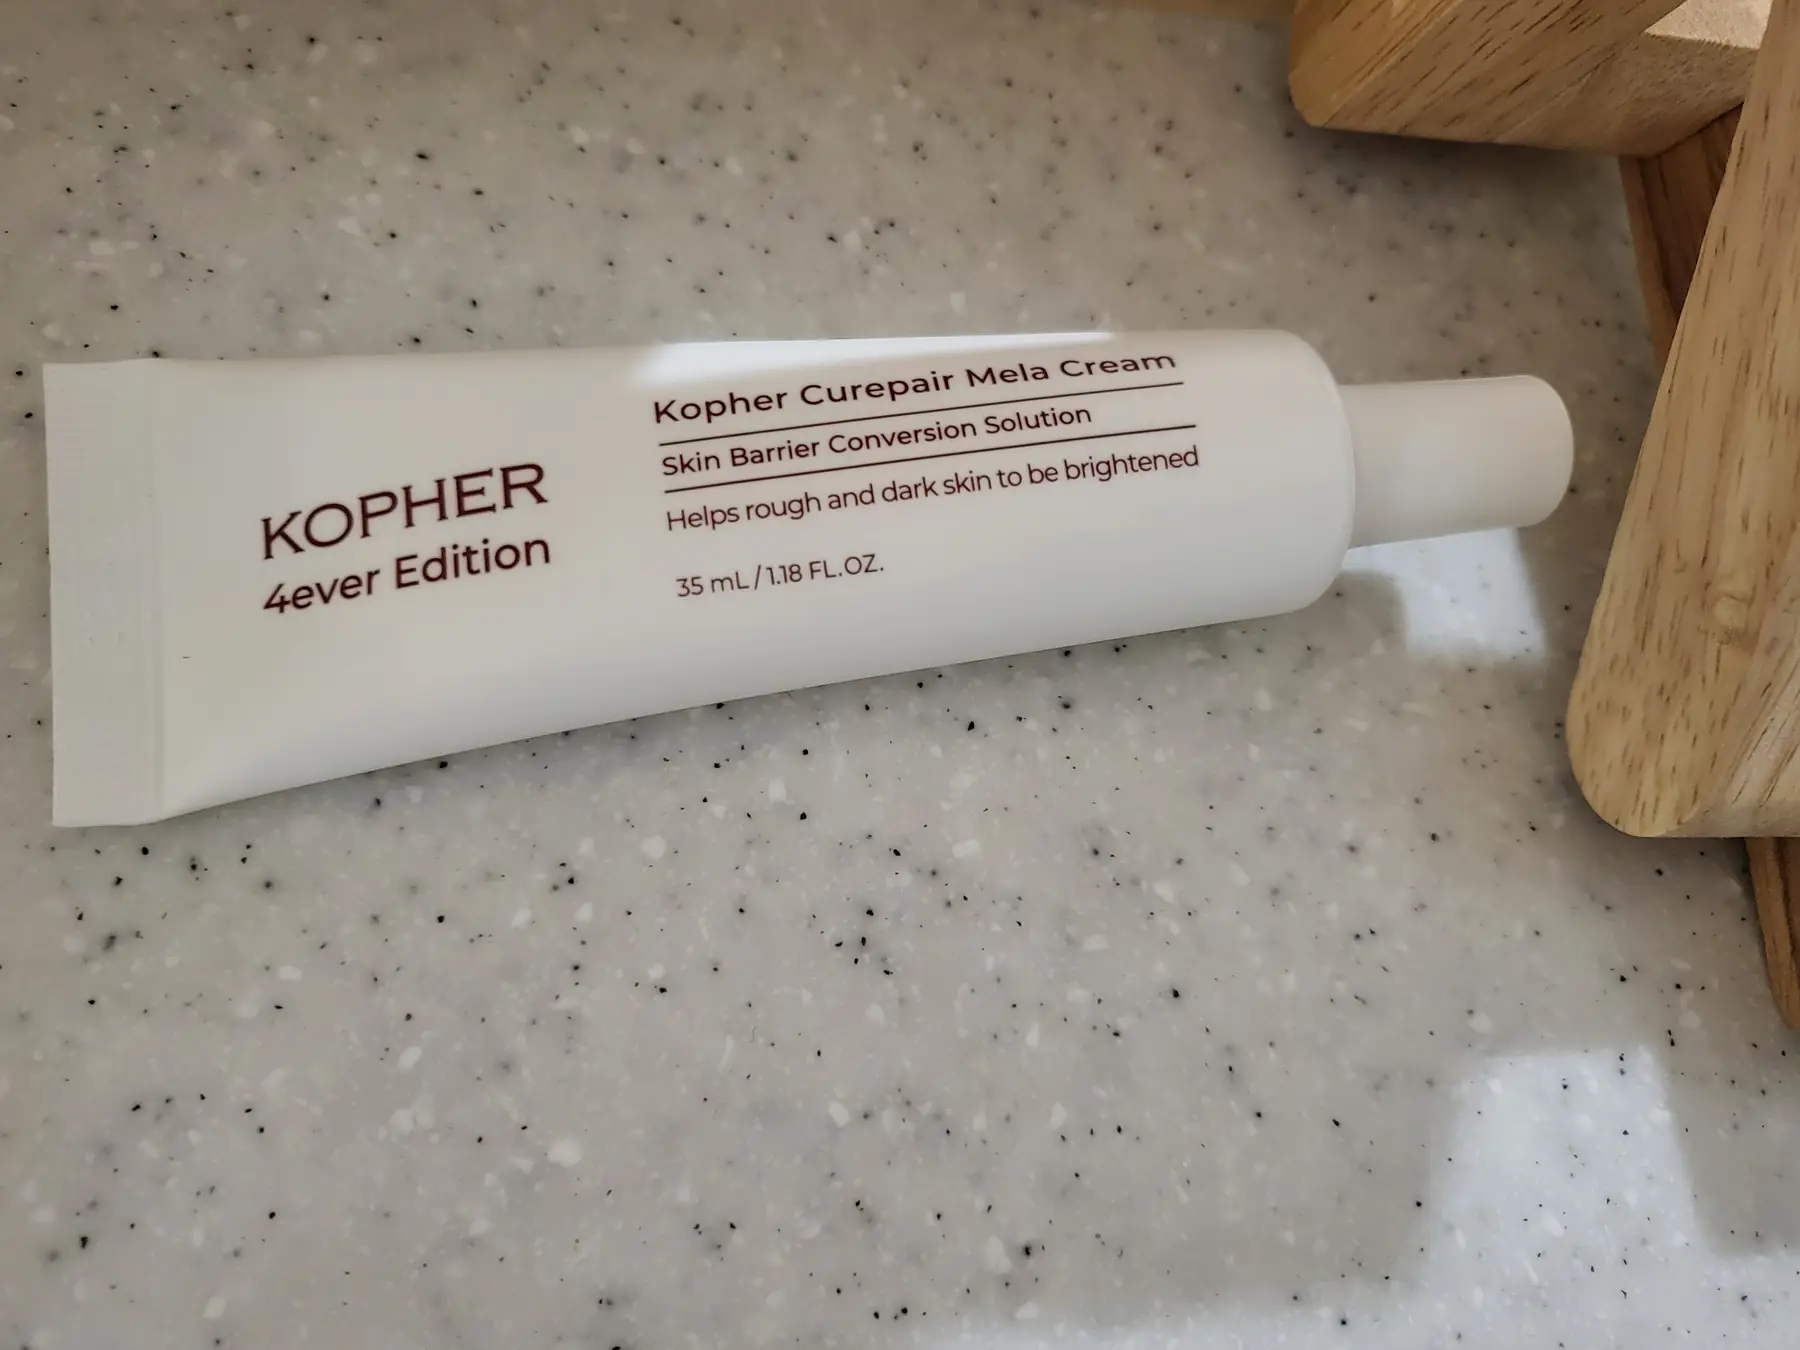 KOPHER
4ever Edition
Kopher Curepair Mela Cream
Skin Barrier Conversion Solution
Helps rough and dark skin to be brightened
35 mL / 1.18 FL.OZ.